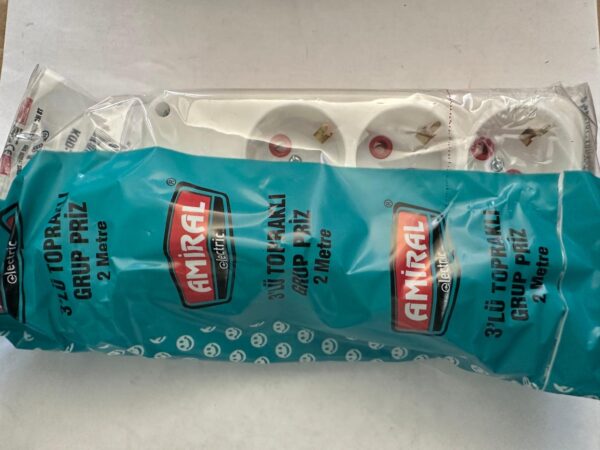 electric
3'LÜ TOPRAKLI
GRUP PRİZ
2 Metre
AMİRAL
electric
3'LÜ TOPRAKLI
GRUP PRİZ
2 Metre
AMİRAL
electric
3'LÜ TOPRAKLI
GRUP PRİZ
2 Metre